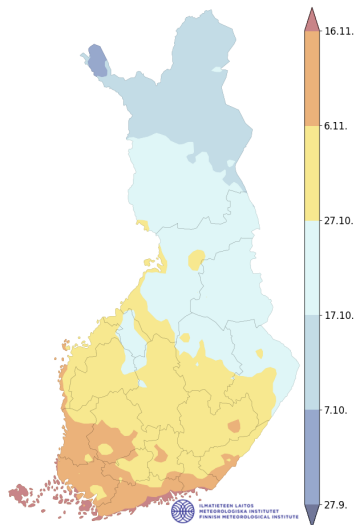 16.11.
6.11.
27.10.
17.10.
7.10.
27.9.
ILMATIETEEN LAITOS
METEOROLOGISKA INSTITUTET
FINNISH METEOROLOGICAL INSTITUTE